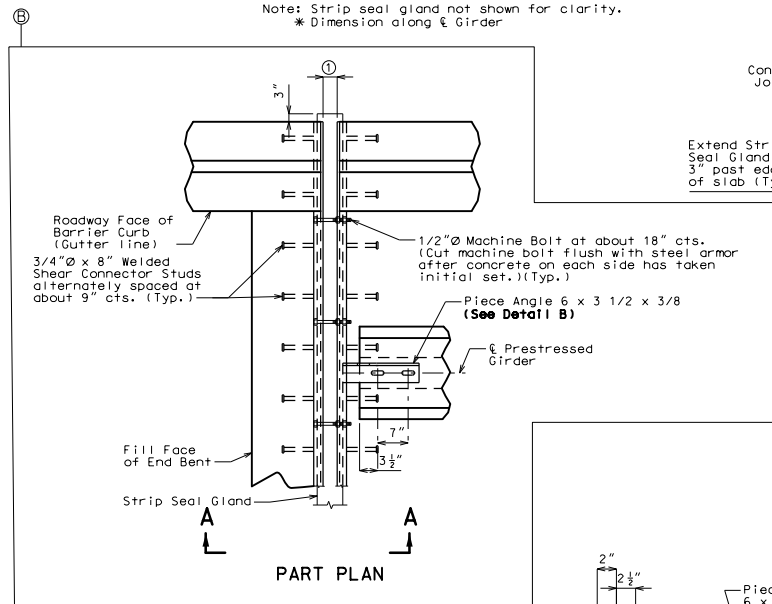 Note: Strip seal gland not shown for clarity.
* Dimension along ℄ Girder
B
1
3"
Con
Jo
Extend Str
Seal Gland
3" past ed
of slab (Ty
Roadway Face of
Barrier Curb
(Gutter line)
3/4"Ø x 8" Welded
Shear Connector Studs
alternately spaced at
about 9" cts. (Typ.)
1/2"Ø Machine Bolt at about 18" cts.
(Cut machine bolt flush with steel armor
after concrete on each side has taken
initial set.)(Typ.)
Piece Angle 6 x 3 1/2 x 3/8
(See Detail B)
℄ Prestressed
Girder
7"
3 1/2"
Fill Face
of End Bent
Strip Seal Gland
A A
PART PLAN
2"
2 1/2"
Piec
6 x